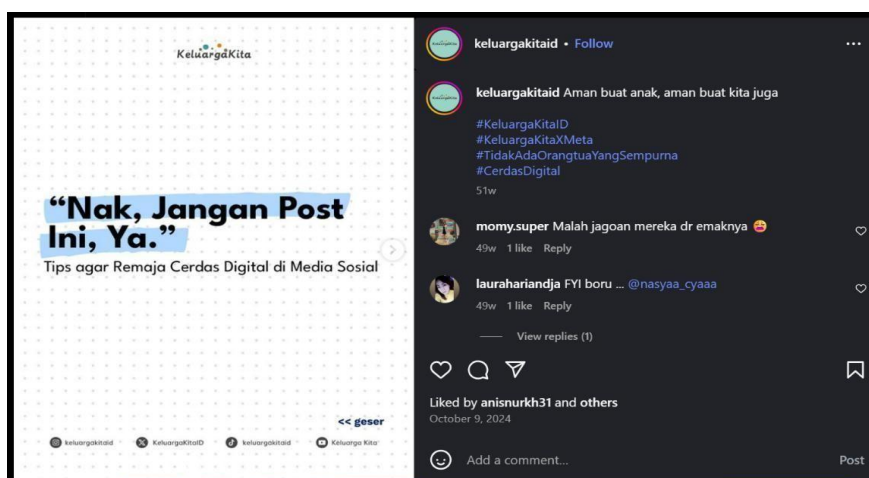 KeluargaKita
“Nak, Jangan Post
Ini, Ya.”
Tips agar Remaja Cerdas Digital di Media Sosial
<< geser
keluargakitaid
KeluargaKitaID
keluargakitaid
Keluarga Kita
keluargakitaid • Follow
keluargakitaid Aman buat anak, aman buat kita juga
#KeluargaKitaID
#KeluargaKitaXMeta
#TidakAdaOrangtuaYangSempurna
#CerdasDigital
51w
momy.super Malah jagoan mereka dr emaknya 😩
49w 1 like Reply
laurahariandja FYI boru ... @nasyaa_cyaaa
49w 1 like Reply
View replies (1)
Liked by anisnurkh31 and others
October 9, 2024
Add a comment...
Post